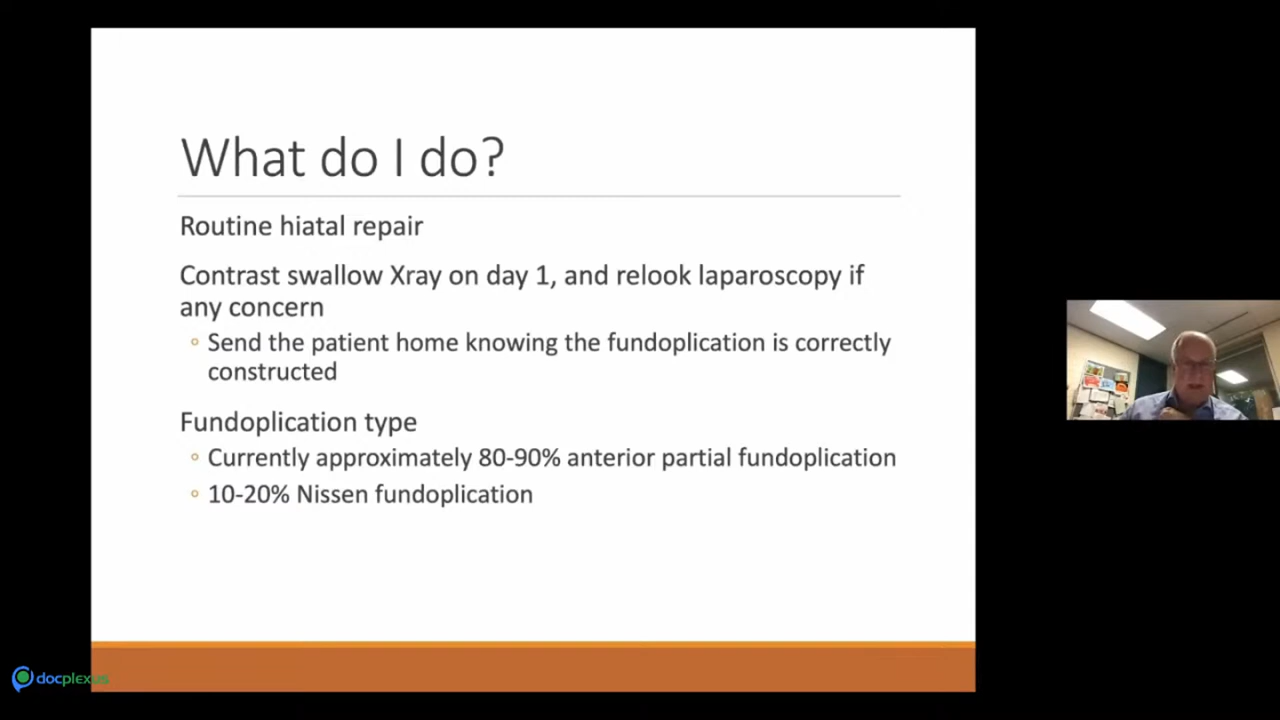 What do I do?
Routine hiatal repair
Contrast swallow Xray on day 1, and relook laparoscopy if
any concern
◦ Send the patient home knowing the fundoplication is correctly
constructed
Fundoplication type
◦ Currently approximately 80-90% anterior partial fundoplication
◦ 10-20% Nissen fundoplication
docplexus